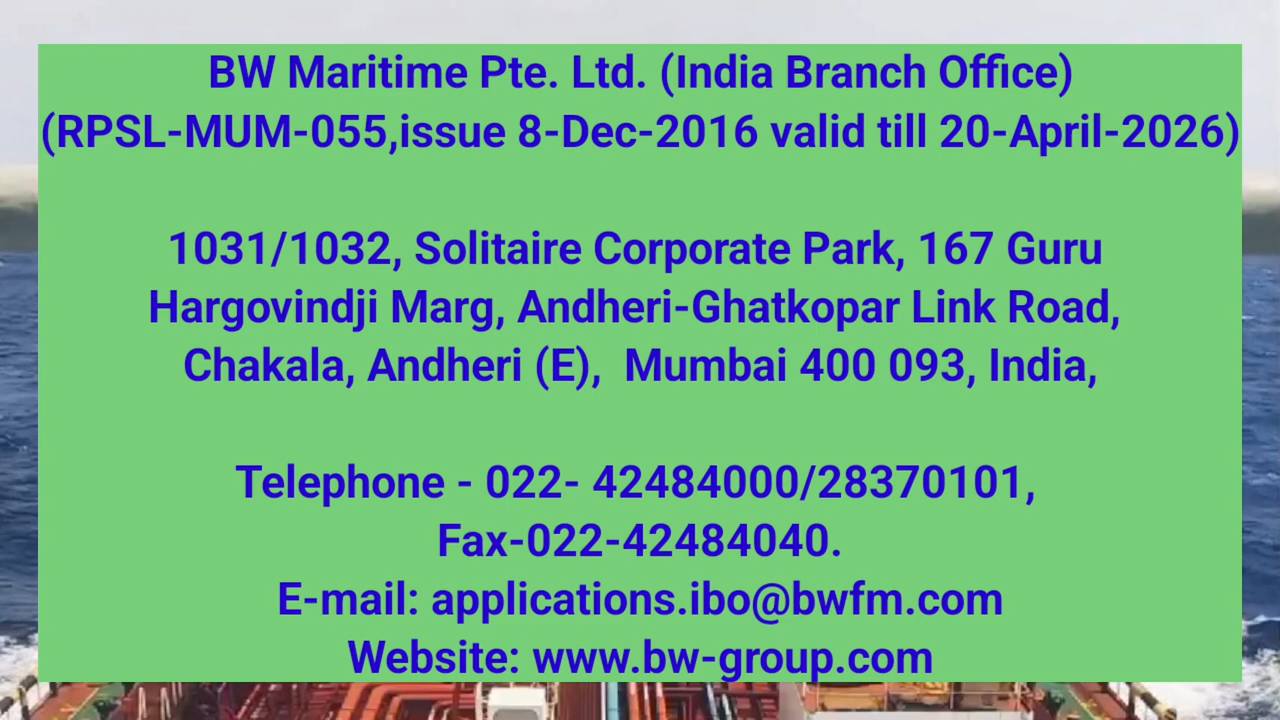 BW Maritime Pte. Ltd. (India Branch Office)
(RPSL-MUM-055,issue 8-Dec-2016 valid till 20-April-2026)
1031/1032, Solitaire Corporate Park, 167 Guru
Hargovindji Marg, Andheri-Ghatkopar Link Road,
Chakala, Andheri (E),  Mumbai 400 093, India,
Telephone - 022- 42484000/28370101,
Fax-022-42484040.
E-mail: applications.ibo@bwfm.com
Website: www.bw-group.com